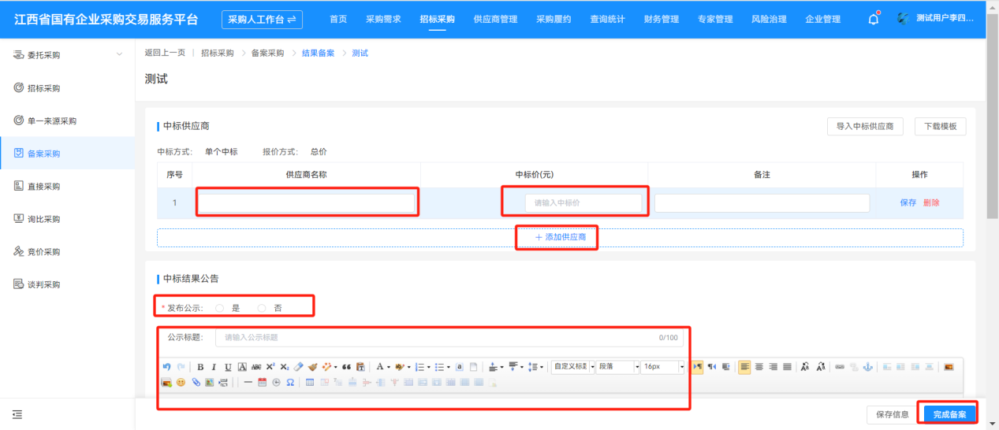 江西省国有企业采购交易服务平台 采购人工作台 ⇌ 首页 采购需求 招标采购 供应商管理 采购履约 查询统计 财务管理 专家管理 风险治理 企业管理 测试用户李四...
委托采购
招标采购
单一来源采购
备案采购
直接采购
询比采购
竞价采购
谈判采购
返回上一页 | 招标采购 > 备案采购 > 结果备案 > 测试
测试
中标供应商 导入中标供应商 下载模板
中标方式: 单个中标 报价方式: 总价
序号 供应商名称 中标价(元) 备注 操作
1 请输入中标价 保存 删除
+ 添加供应商
中标结果公告
* 发布公示: 是 否
公示标题: 请输入公示标题 0/100
B I U A ABC X² X₂ A 自定义标题 段落 16px
保存信息 完成备案